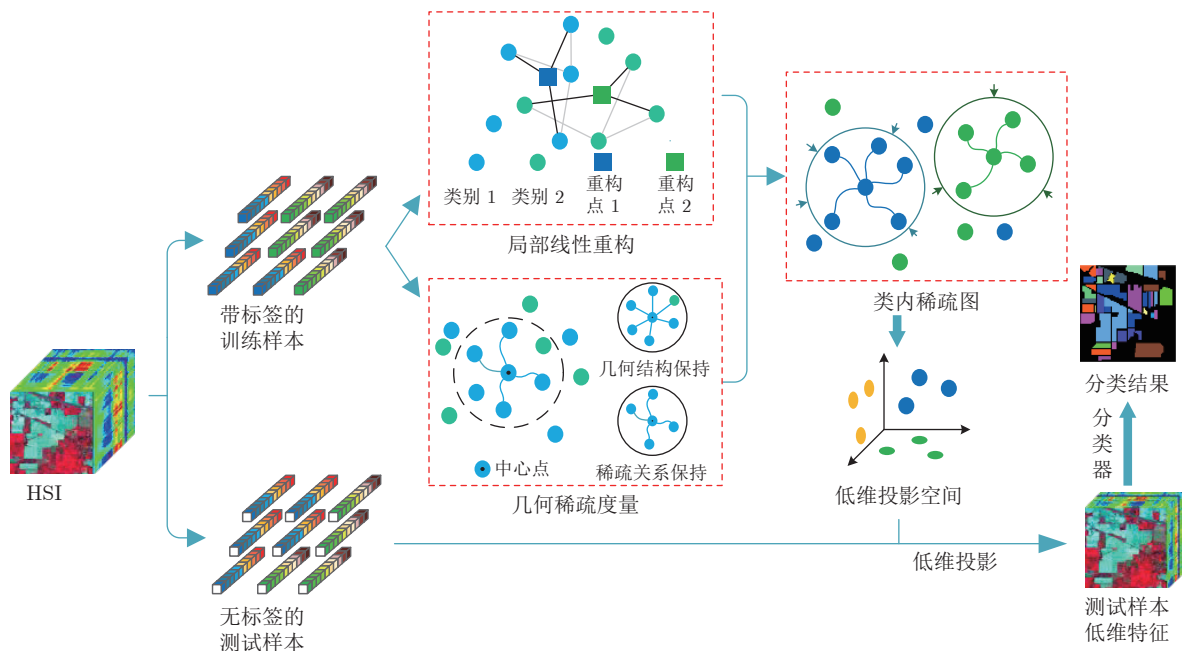 HSI
带标签的
训练样本
无标签的
测试样本
类别 1
类别 2
重构
点 1
重构
点 2
局部线性重构
几何结构保持
稀疏关系保持
中心点
几何稀疏度量
类内稀疏图
低维投影空间
低维投影
分类结果
分
类
器
测试样本
低维特征